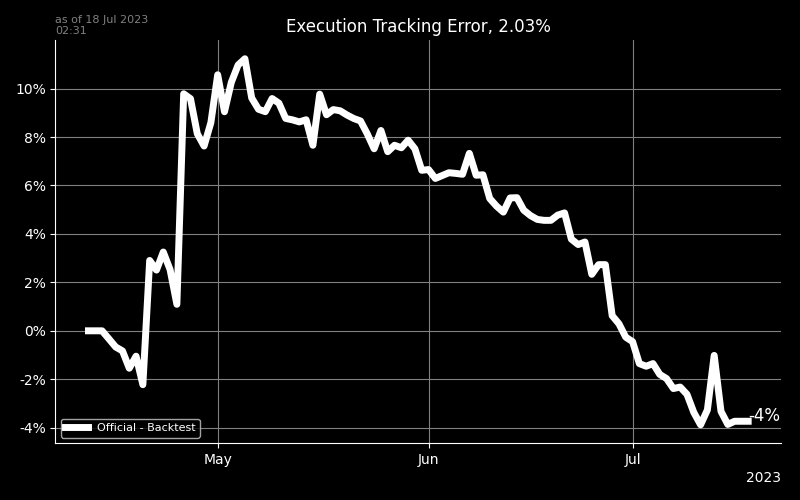 as of 18 Jul 2023
02:31
Execution Tracking Error, 2.03%
10%
8%
6%
4%
2%
0%
-2%
-4%
-4%
Official - Backtest
May
Jun
Jul
2023